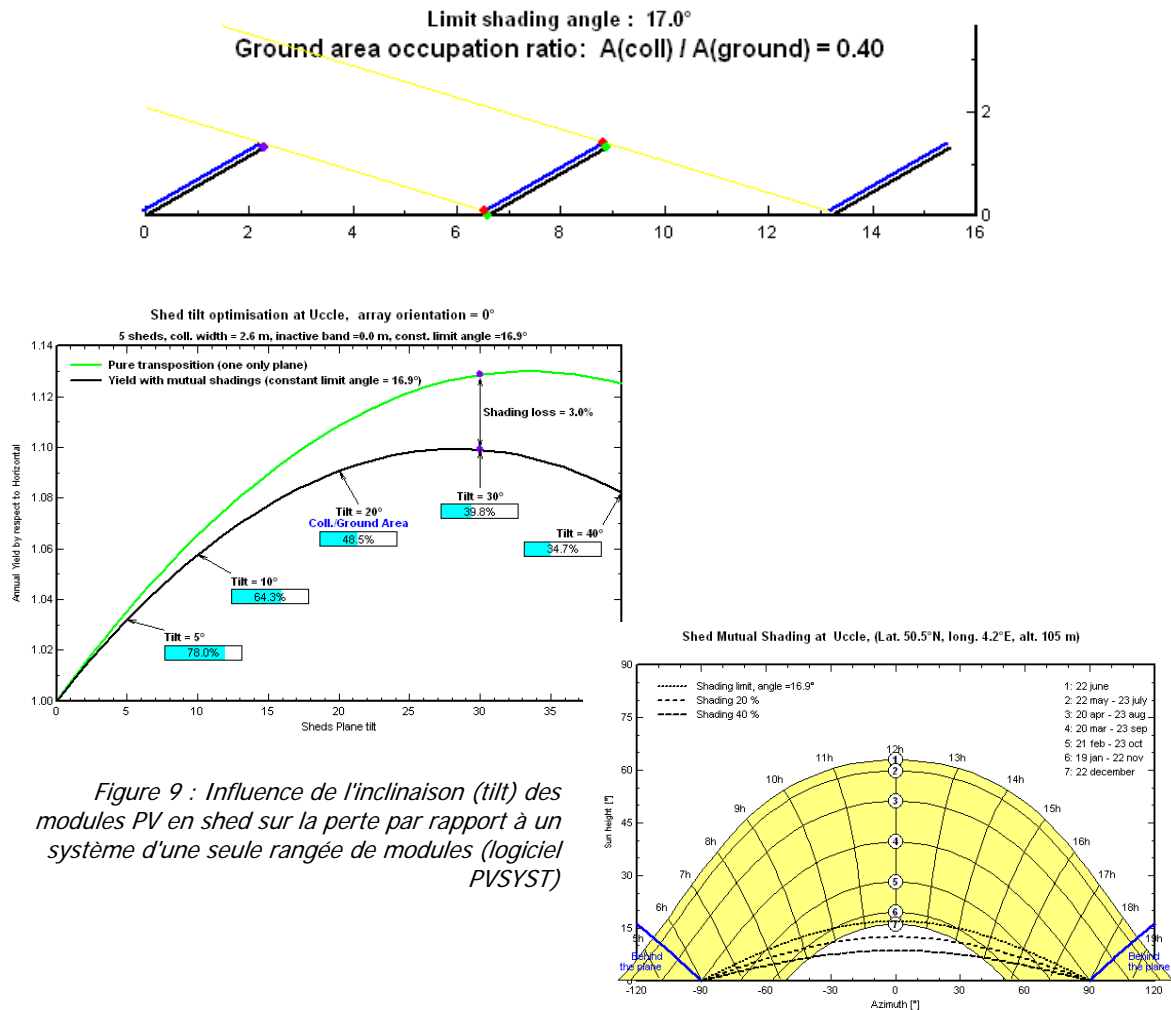 Limit shading angle : 17.0°
Ground area occupation ratio: A(coll) / A(ground) = 0.40
2
0
0
2
4
6
8
10
12
14
16
Shed tilt optimisation at Uccle, array orientation = 0°
5 sheds, coll. width = 2.6 m, inactive band =0.0 m, const. limit angle =16.9°
1.14
1.12
1.10
1.08
1.06
1.04
1.02
1.00
Annual Yield by respect to Horizontal
Pure transposition (one only plane)
Yield with mutual shadings (constant limit angle = 16.9°)
Shading loss = 3.0%
Tilt = 30°
39.8%
Tilt = 20°
Coll./Ground Area
48.5%
Tilt = 40°
34.7%
Tilt = 10°
64.3%
Tilt = 5°
78.0%
0
5
10
15
20
25
30
35
Sheds Plane tilt
Figure 9 : Influence de l'inclinaison (tilt) des
modules PV en shed sur la perte par rapport à un
système d'une seule rangée de modules (logiciel
PVSYST)
Shed Mutual Shading at Uccle, (Lat. 50.5°N, long. 4.2°E, alt. 105 m)
90
75
60
45
30
15
0
Sun height [°]
Shading limit, angle =16.9°
Shading 20 %
Shading 40 %
1: 22 june
2: 22 may - 23 july
3: 20 apr - 23 aug
4: 20 mar - 23 sep
5: 21 feb - 23 oct
6: 19 jan - 22 nov
7: 22 december
5h
6h
7h
8h
9h
10h
11h
12h
13h
14h
15h
16h
17h
18h
19h
1
2
3
4
5
6
7
Behind
the plane
Behind
the plane
-120
-90
-60
-30
0
30
60
90
120
Azimuth [°]